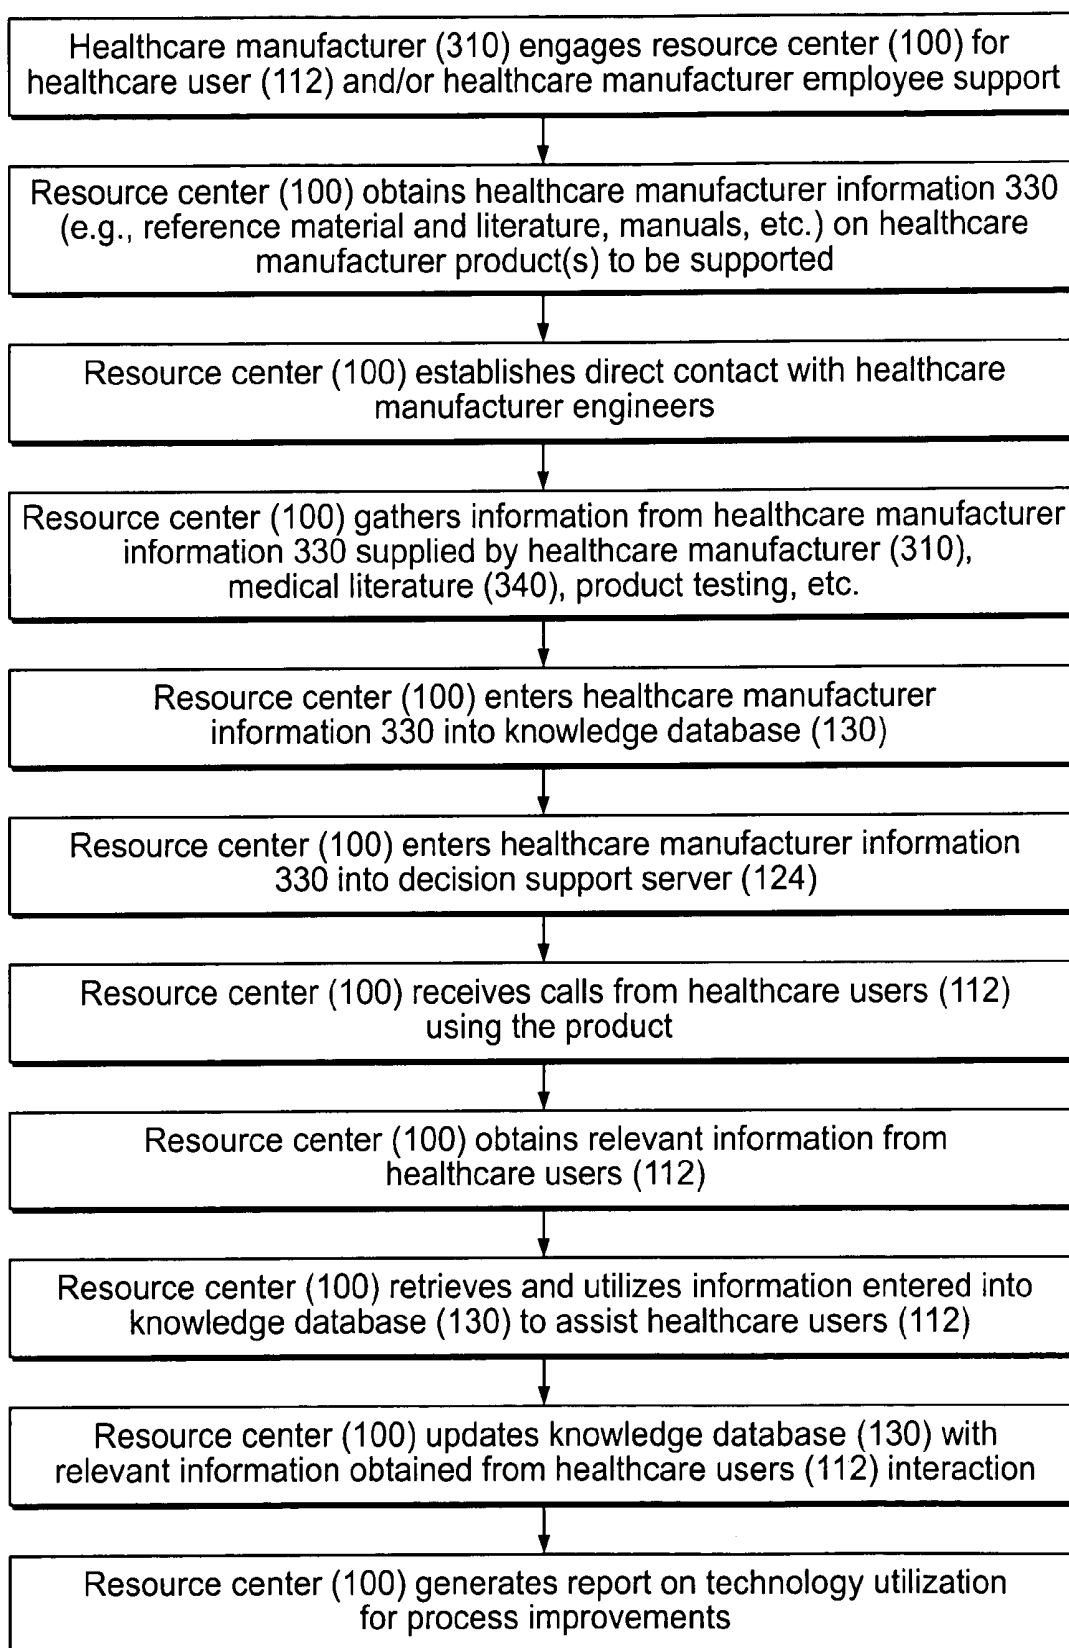 Healthcare manufacturer (310) engages resource center (100) for
healthcare user (112) and/or healthcare manufacturer employee support
Resource center (100) obtains healthcare manufacturer information 330
(e.g., reference material and literature, manuals, etc.) on healthcare
manufacturer product(s) to be supported
Resource center (100) establishes direct contact with healthcare
manufacturer engineers
Resource center (100) gathers information from healthcare manufacturer
information 330 supplied by healthcare manufacturer (310),
medical literature (340), product testing, etc.
Resource center (100) enters healthcare manufacturer
information 330 into knowledge database (130)
Resource center (100) enters healthcare manufacturer information
330 into decision support server (124)
Resource center (100) receives calls from healthcare users (112)
using the product
Resource center (100) obtains relevant information from
healthcare users (112)
Resource center (100) retrieves and utilizes information entered into
knowledge database (130) to assist healthcare users (112)
Resource center (100) updates knowledge database (130) with
relevant information obtained from healthcare users (112) interaction
Resource center (100) generates report on technology utilization
for process improvements